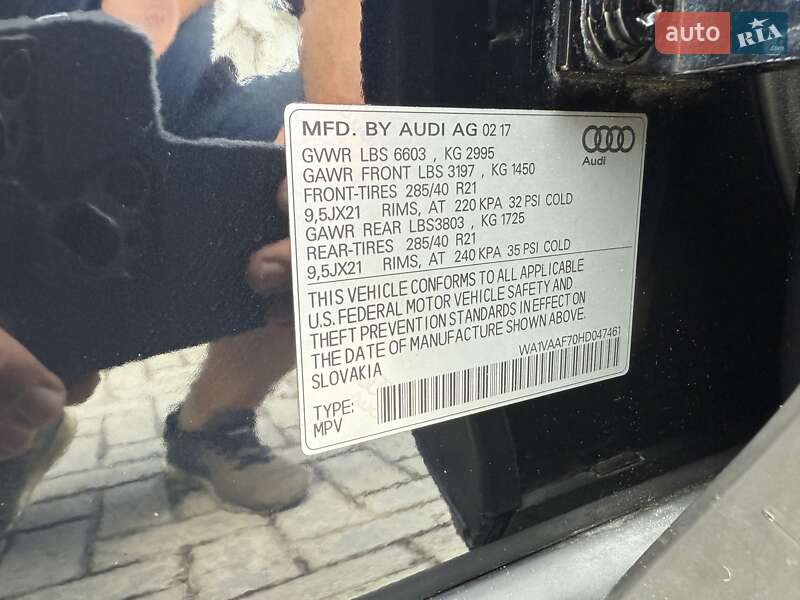 auto RIA
.com
MFD. BY AUDI AG 02 17
GVWR LBS 6603 , KG 2995
GAWR FRONT LBS 3197 , KG 1450
FRONT-TIRES 285/40 R21
9,5JX21 RIMS, AT 220 KPA 32 PSI COLD
GAWR REAR LBS3803 , KG 1725
REAR-TIRES 285/40 R21
9,5JX21 RIMS, AT 240 KPA 35 PSI COLD
Audi
THIS VEHICLE CONFORMS TO ALL APPLICABLE
U.S. FEDERAL MOTOR VEHICLE SAFETY AND
THEFT PREVENTION STANDARDS IN EFFECT ON
THE DATE OF MANUFACTURE SHOWN ABOVE.
SLOVAKIA
WA1VAAF70HD047461
TYPE:
MPV